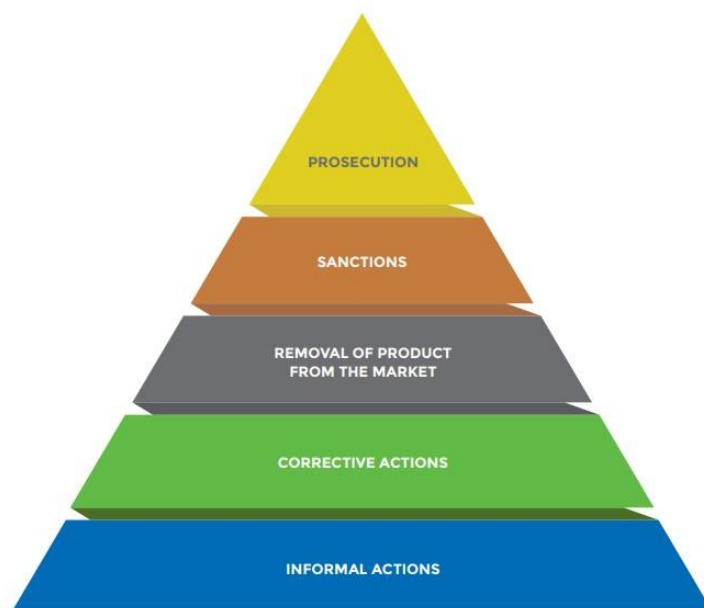 PROSECUTION
SANCTIONS
REMOVAL OF PRODUCT
FROM THE MARKET
CORRECTIVE ACTIONS
INFORMAL ACTIONS